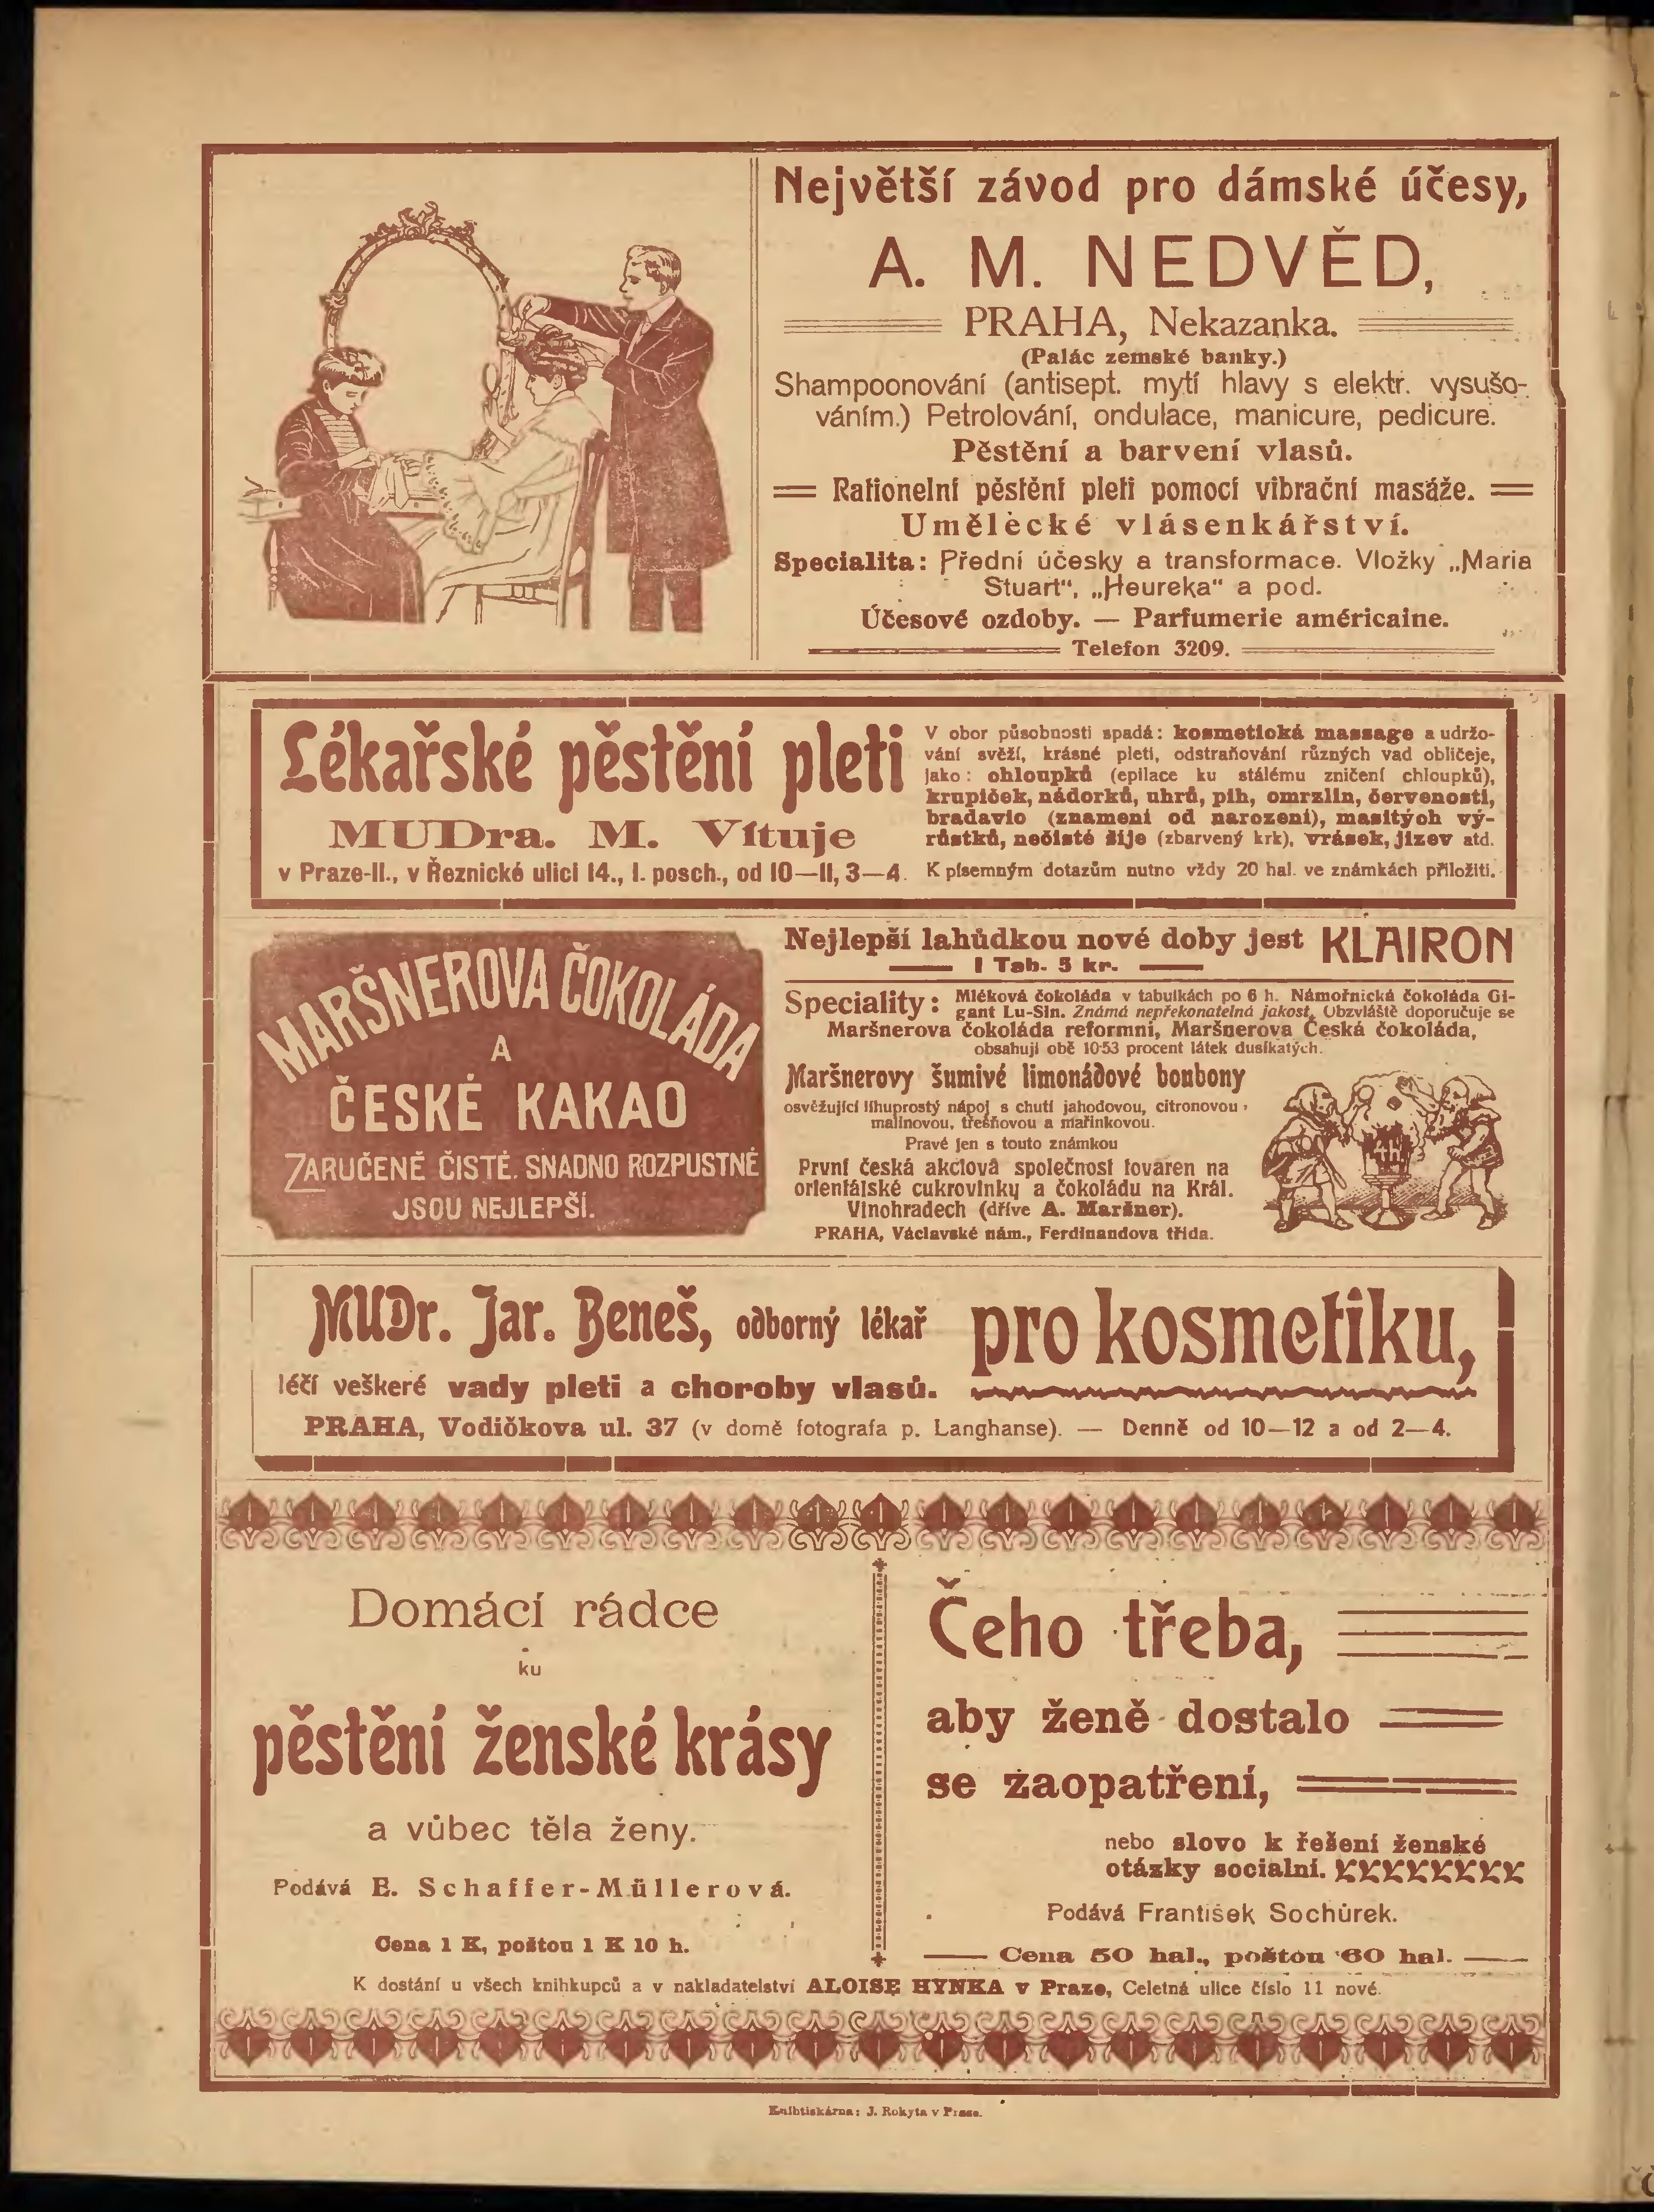 Největší závod pro dámské účesy,
A. M. NEDVĚD,
PRAHA, Nekazanka.
(Palác zemské banky.)
Shampoonování (antisept. mytí hlavy s elektr. vysušo-
váním.) Petrolování, ondulace, manicure, pedicure.
Pěstění a barvení vlasů.
Rationelní pěstění pleti pomocí vibrační masáže.
Umělecké vlásenkářství.
Specialita: Přední účesky a transformace. Vložky „Maria
Stuart“, „Heureka“ a pod.
Účesové ozdoby. — Parfumerie américaine.
Telefon 3209.
Lékařské pěstění pleti
MUDra. M. Vítuje
v Praze-II., v Řeznické ulici 14., I. posch., od 10—11, 3—4.
V obor působnosti spadá: kosmetická massage a udržo-
vání svěží, krásné pleti, odstraňování různých vad obličeje,
jako: chloupků (epilace ku stálému zničení chloupků),
krupiček, nádorků, uhrů, pih, omrzlin, červenosti,
bradavic (znamení od narození), masitých vý-
růstků, nečisté šije (zbarvený krk), vrásek, jizev atd.
K písemným dotazům nutno vždy 20 hal. ve známkách přiložiti.
MARŠNEROVA ČOKOLÁDA
A
ČESKÉ KAKAO
ZARUČENĚ ČISTÉ, SNADNO ROZPUSTNÉ
JSOU NEJLEPŠÍ.
Nejlepší lahůdkou nové doby jest KLAIRON
1 Tab. 5 kr.
Speciality: Mléková čokoláda v tabulkách po 6 h. Námořnická čokoláda Gi-
gant Lu-Sin. Známá nepřekonatelná jakost. Obzvláště doporučuje se
Maršnerova čokoláda reformní, Maršnerova Česká čokoláda,
obsahují obě 10·53 procent látek dusíkatých.
Maršnerovy šumivé limonádové bonbony
osvěžující líhuprostý nápoj s chutí jahodovou, citronovou,
malinovou, třešňovou a mařinkovou.
Pravé jen s touto známkou
První česká akciová společnost továren na
orientálské cukrovinky a čokoládu na Král.
Vinohradech (dříve A. Maršner).
PRAHA, Václavské nám., Ferdinandova třída.
MUDr. Jar. Beneš, odborný lékař pro kosmetiku,
léčí veškeré vady pleti a choroby vlasů.
PRAHA, Vodičkova ul. 37 (v domě fotografa p. Langhanse). — Denně od 10—12 a od 2—4.
Domácí rádce
ku
pěstění ženské krásy
a vůbec těla ženy.
Podává E. Schaffer-Müllerová.
Cena 1 K, poštou 1 K 10 h.
Čeho třeba,
aby ženě dostalo
se zaopatření,
nebo slovo k řešení ženské
otázky socialní.
Podává František Sochůrek.
Cena 50 hal., poštou 60 hal.
K dostání u všech knihkupců a v nakladatelství ALOISE HYNKA v Praze, Celetná ulice číslo 11 nové.
Knihtiskárna: J. Rokyta v Praze.